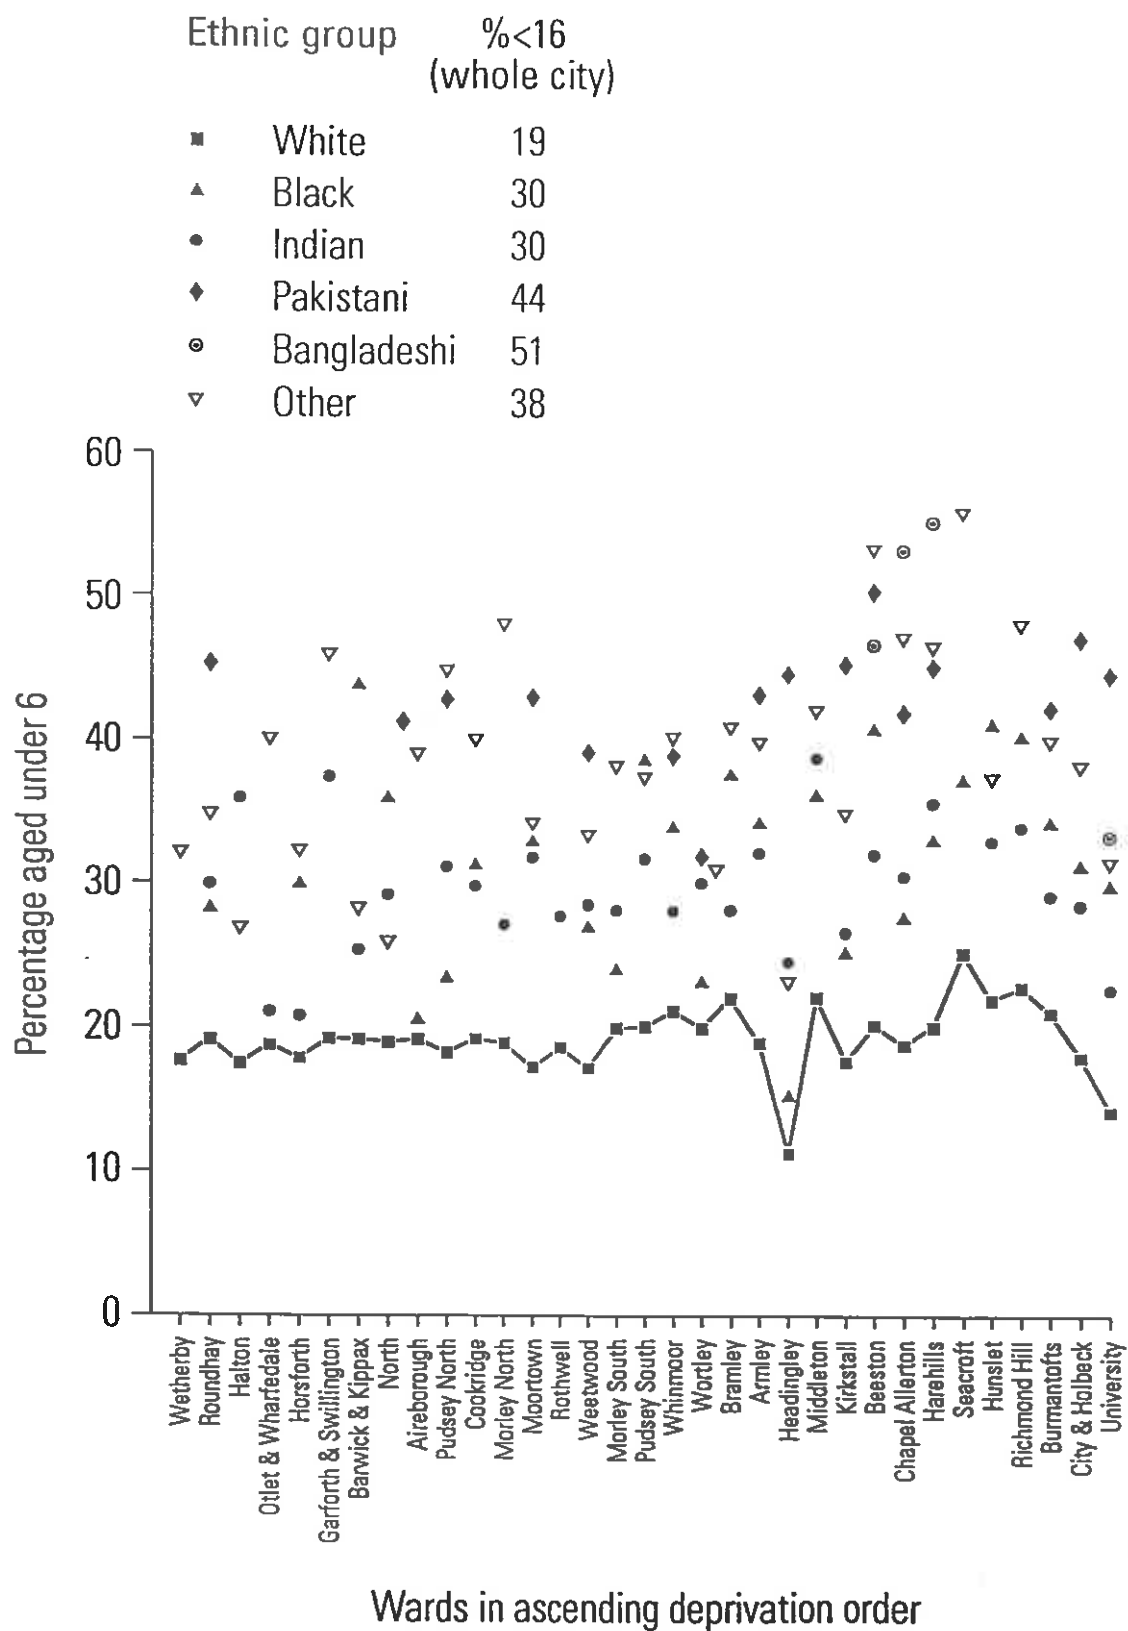 Ethnic group %<16
(whole city)
White 19
Black 30
Indian 30
Pakistani 44
Bangladeshi 51
Other 38
60
50
40
30
20
10
0
Percentage aged under 6
Wetherby
Roundhay
Halton
Otlet & Wharfedale
Horsforth
Garforth & Swillington
Barwick & Kippax
North
Aireborough
Pudsey North
Cookridge
Morley North
Moortown
Rothwell
Weetwood
Morley South
Pudsey South
Whinmoor
Wortley
Bramley
Armley
Headingley
Middleton
Kirkstall
Beeston
Chapel Allerton
Harehills
Seacroft
Hunslet
Richmond Hill
Burmantofts
City & Holbeck
University
Wards in ascending deprivation order